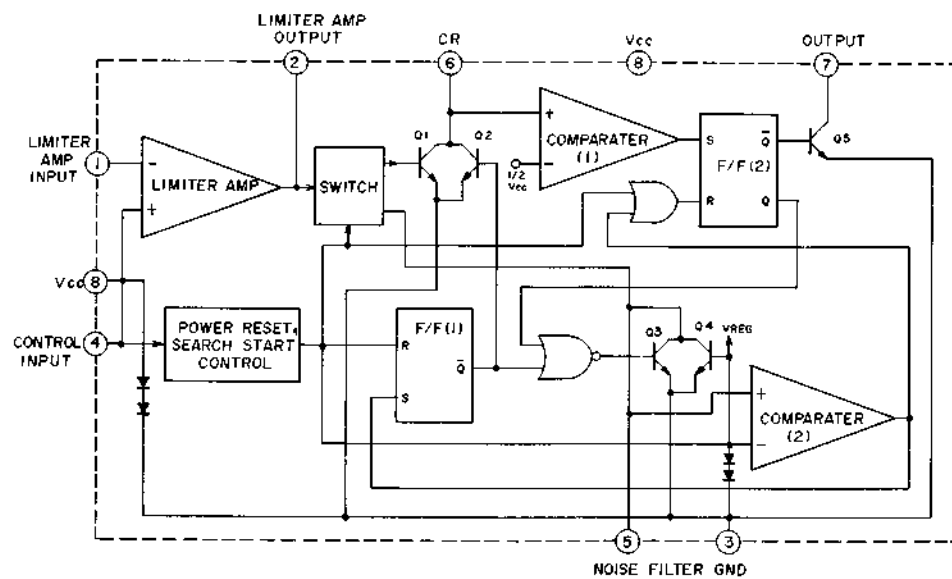 LIMITER AMP
OUTPUT
CR
Vcc
OUTPUT
2
6
8
7
LIMITER
AMP
INPUT
1
−
+
LIMITER AMP
SWITCH
Q1
Q2
+
−
1/2
Vcc
COMPARATER
(1)
S
Q̅
F/F(2)
R
Q
Q5
Vcc
8
CONTROL
INPUT
4
POWER RESET,
SEARCH START
CONTROL
F/F(1)
R
Q̅
S
Q3
Q4
VREG
+
−
COMPARATER
(2)
5
3
NOISE FILTER GND